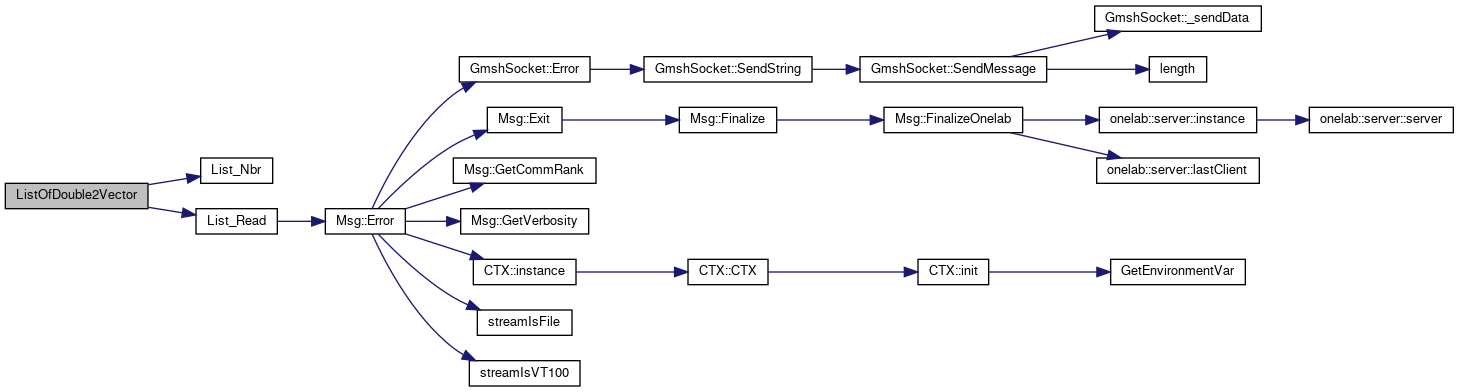 ListOfDouble2Vector
List_Nbr
List_Read
Msg::Error
GmshSocket::Error
GmshSocket::SendString
GmshSocket::SendMessage
GmshSocket::_sendData
length
Msg::Exit
Msg::Finalize
Msg::FinalizeOnelab
onelab::server::instance
onelab::server::server
onelab::server::lastClient
Msg::GetCommRank
Msg::GetVerbosity
CTX::instance
CTX::CTX
CTX::init
GetEnvironmentVar
streamIsFile
streamIsVT100